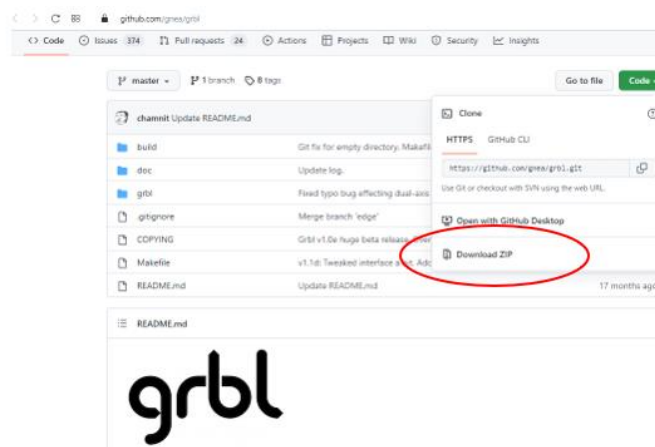 github.com/gnea/grbl
Code Issues 374 Pull requests 24 Actions Projects Wiki Security Insights
master 1 branch 8 tags Go to file Code
chamnit Update README.md
Clone
HTTPS GitHub CLI
https://github.com/gnea/grbl.git
Use Git or checkout with SVN using the web URL.
Open with GitHub Desktop
Download ZIP
build Git fix for empty directory. Makefil
doc Update log.
grbl Fixed typo bug effecting dual-axis
.gitignore Merge branch 'edge'
COPYING Grbl v1.0e huge beta release.
Makefile v1.1d: Tweaked interface a bit. Add
README.md Update README.md 17 months ago
README.md
grbl